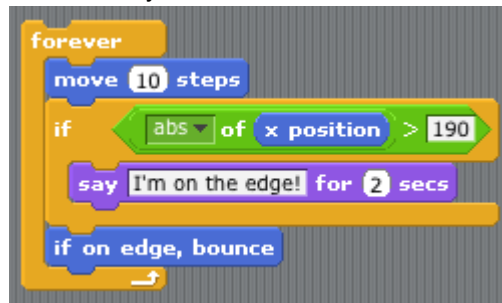 forever
move 10 steps
if abs of x position > 190
say I'm on the edge! for 2 secs
if on edge, bounce